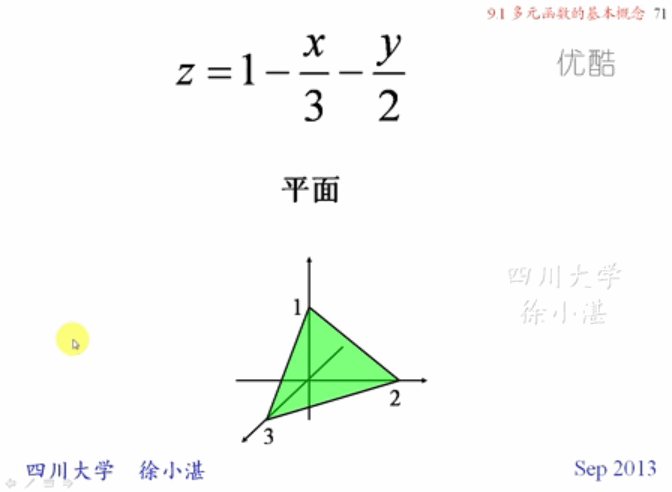 9.1 多元函数的基本概念 71
优酷
z = 1 - x/3 - y/2
平面
四川大学
徐小湛
1
2
3
四川大学 徐小湛
Sep 2013